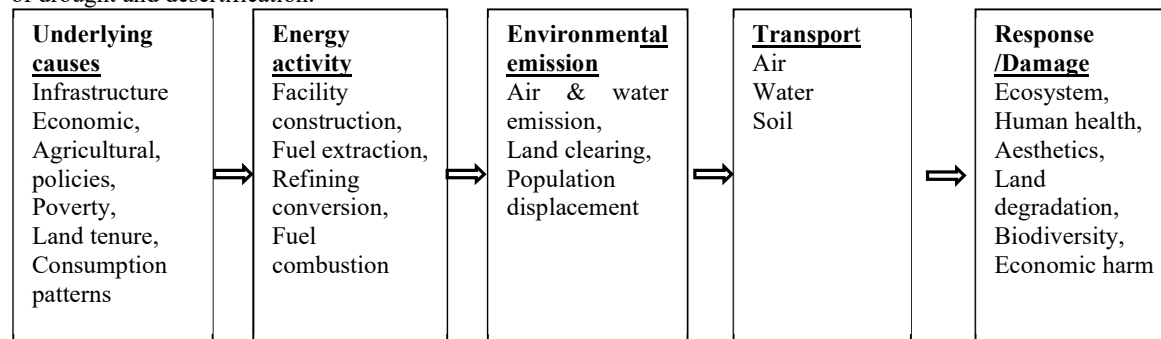 of drought and desertification.
Underlying
causes
Infrastructure
Economic,
Agricultural,
policies,
Poverty,
Land tenure,
Consumption
patterns
Energy
activity
Facility
construction,
Fuel extraction,
Refining
conversion,
Fuel
combustion
Environmental
emission
Air & water
emission,
Land clearing,
Population
displacement
Transport
Air
Water
Soil
Response
/Damage
Ecosystem,
Human health,
Aesthetics,
Land
degradation,
Biodiversity,
Economic harm